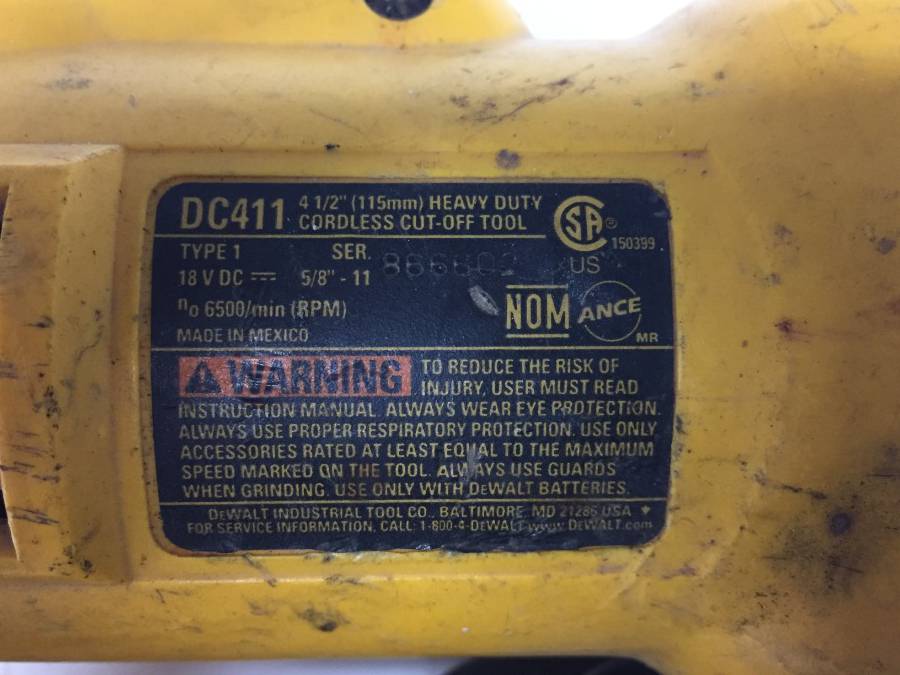 DC411 4 1/2" (115mm) HEAVY DUTY
CORDLESS CUT-OFF TOOL
CSA®
150399
US
TYPE 1 SER.
18 V DC 5/8" - 11
no 6500/min (RPM)
MADE IN MEXICO
NOM ANCE
MR
WARNING TO REDUCE THE RISK OF
INJURY, USER MUST READ
INSTRUCTION MANUAL. ALWAYS WEAR EYE PROTECTION.
ALWAYS USE PROPER RESPIRATORY PROTECTION. USE ONLY
ACCESSORIES RATED AT LEAST EQUAL TO THE MAXIMUM
SPEED MARKED ON THE TOOL. ALWAYS USE GUARDS
WHEN GRINDING. USE ONLY WITH DEWALT BATTERIES.
DEWALT INDUSTRIAL TOOL CO., BALTIMORE, MD 21286 USA
FOR SERVICE INFORMATION, CALL: 1-800-4-DEWALT www.DEWALT.com